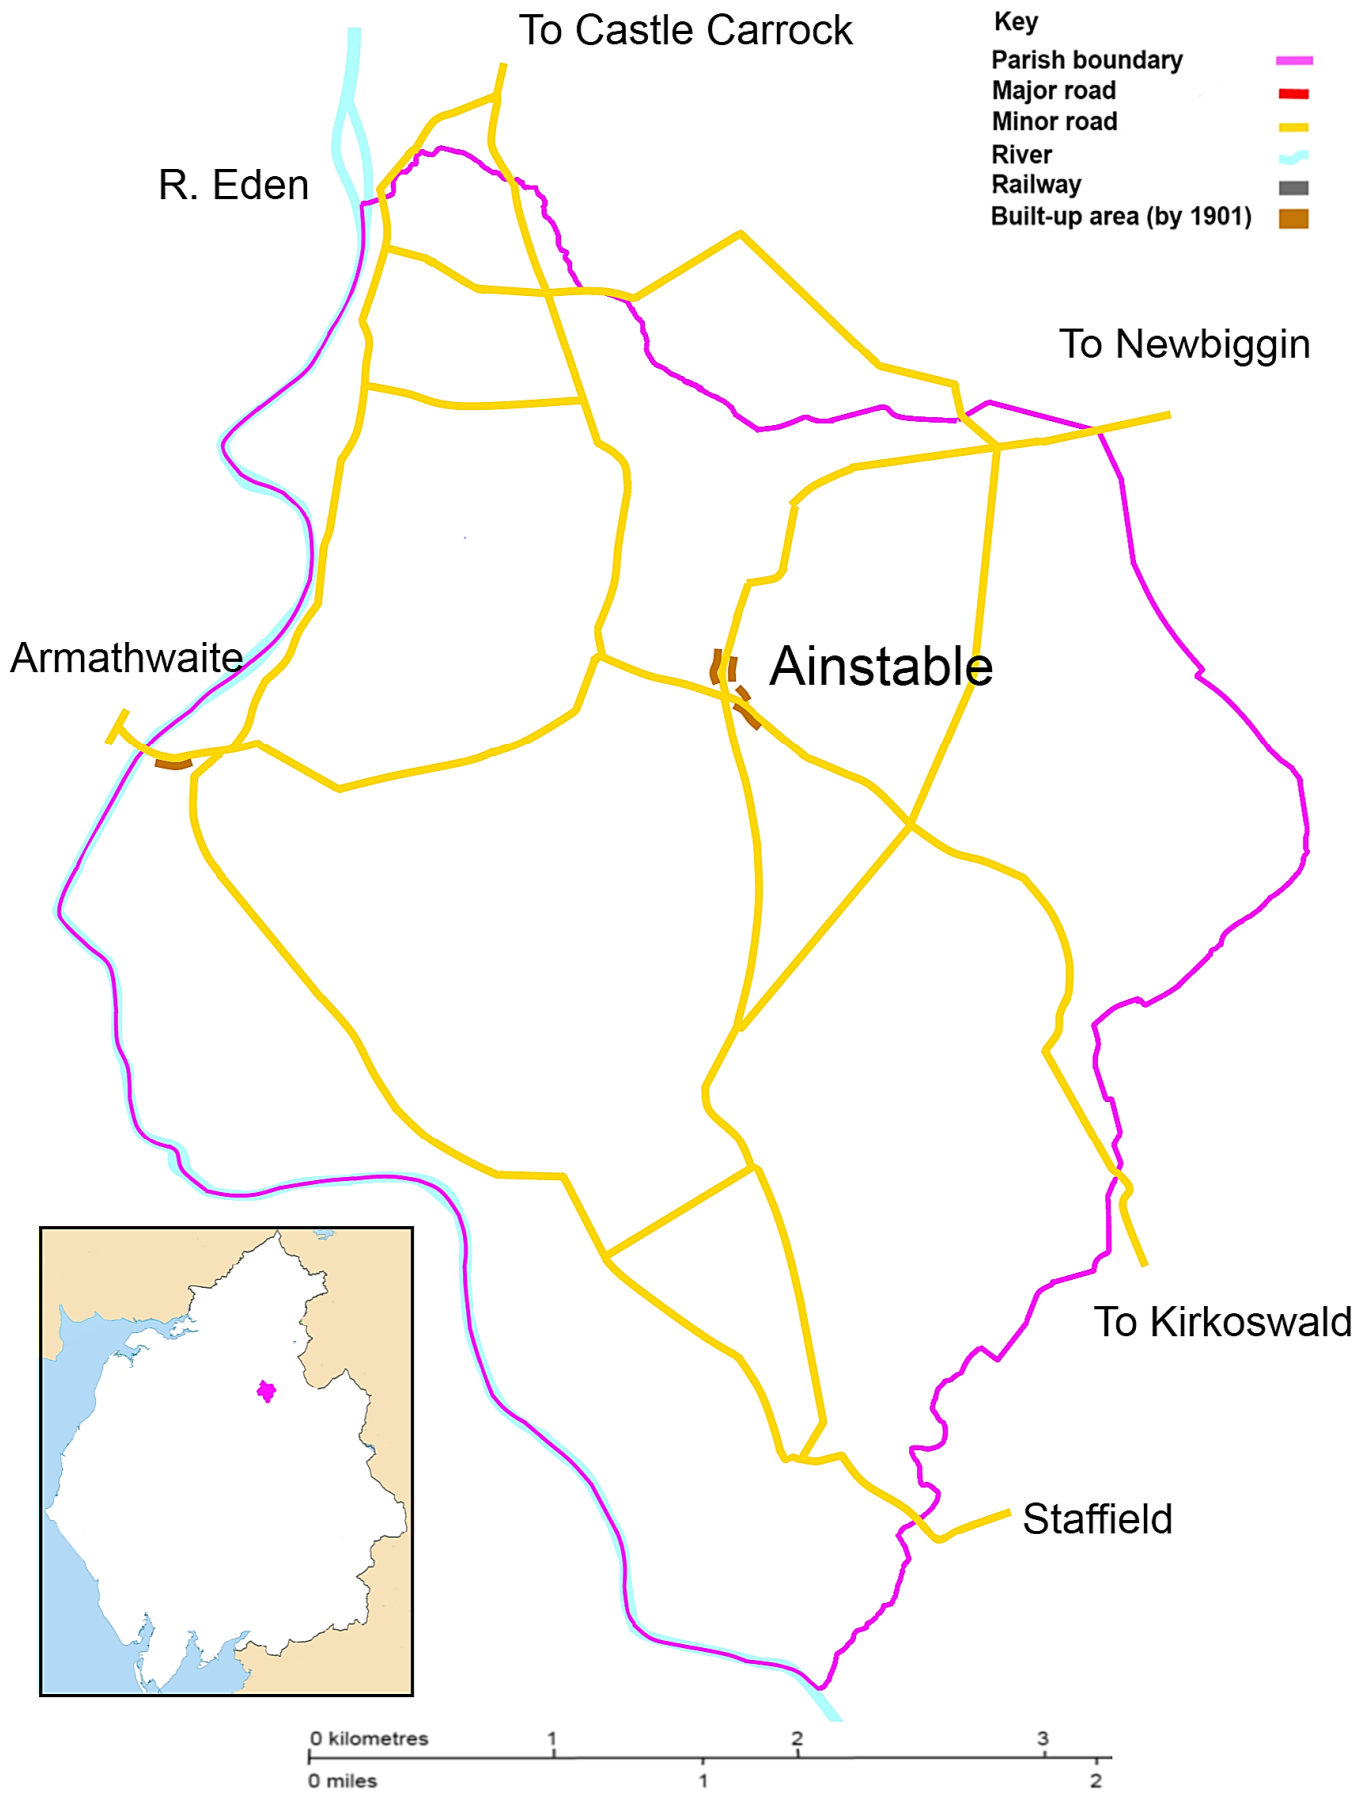 To Castle Carrock
Key
Parish boundary
Major road
Minor road
River
Railway
Built-up area (by 1901)
R. Eden
To Newbiggin
Armathwaite
Ainstable
To Kirkoswald
Staffield
0 kilometres 1 2 3
0 miles 1 2